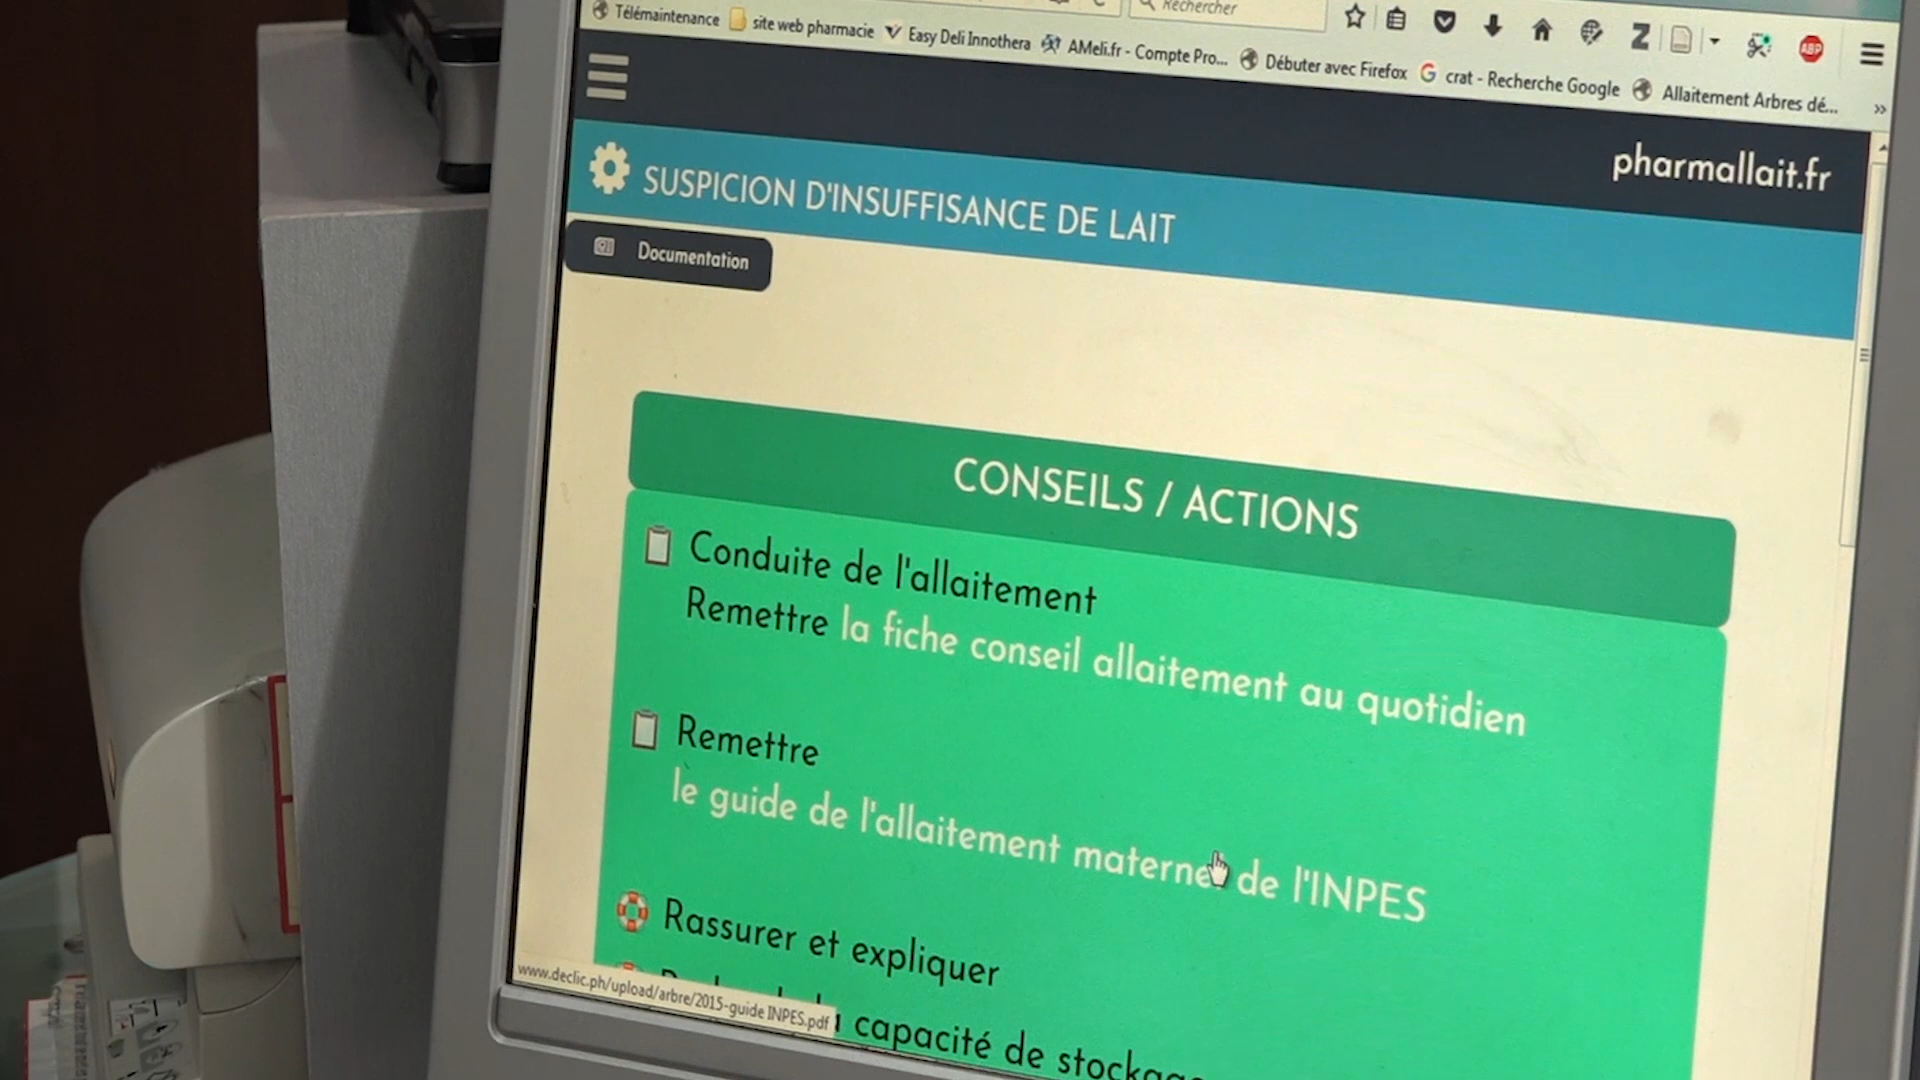 Rechercher
Télémaintenance site web pharmacie Easy Deli Innothera AMeli.fr - Compte Pro... Débuter avec Firefox crat - Recherche Google Allaitement Arbres dé... »
pharmallait.fr
SUSPICION D'INSUFFISANCE DE LAIT
Documentation
CONSEILS / ACTIONS
Conduite de l'allaitement
Remettre la fiche conseil allaitement au quotidien
Remettre
le guide de l'allaitement maternel de l'INPES
Rassurer et expliquer
capacité de stockage
www.declic.ph/upload/arbre/2015-guide INPES.pdf
Z
ABP